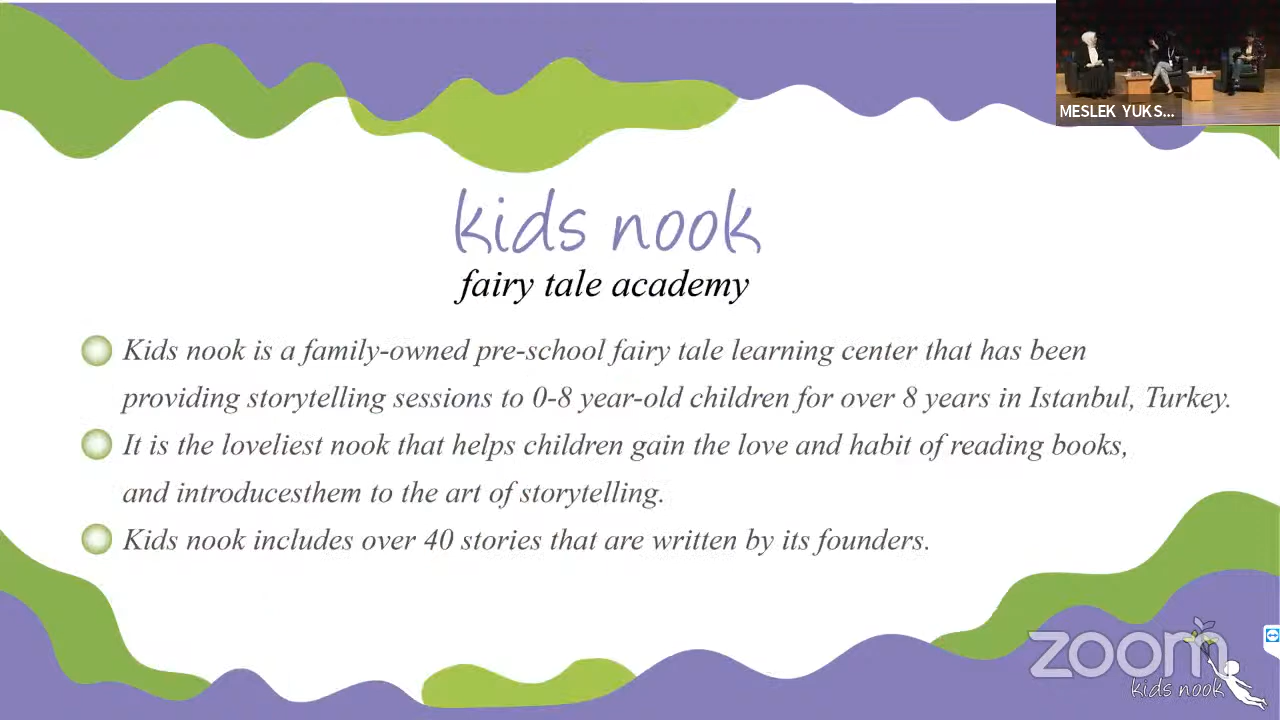 MESLEK YUKS...
kids nook
fairy tale academy
Kids nook is a family-owned pre-school fairy tale learning center that has been
providing storytelling sessions to 0-8 year-old children for over 8 years in Istanbul, Turkey.
It is the loveliest nook that helps children gain the love and habit of reading books,
and introducesthem to the art of storytelling.
Kids nook includes over 40 stories that are written by its founders.
zoom
kids nook